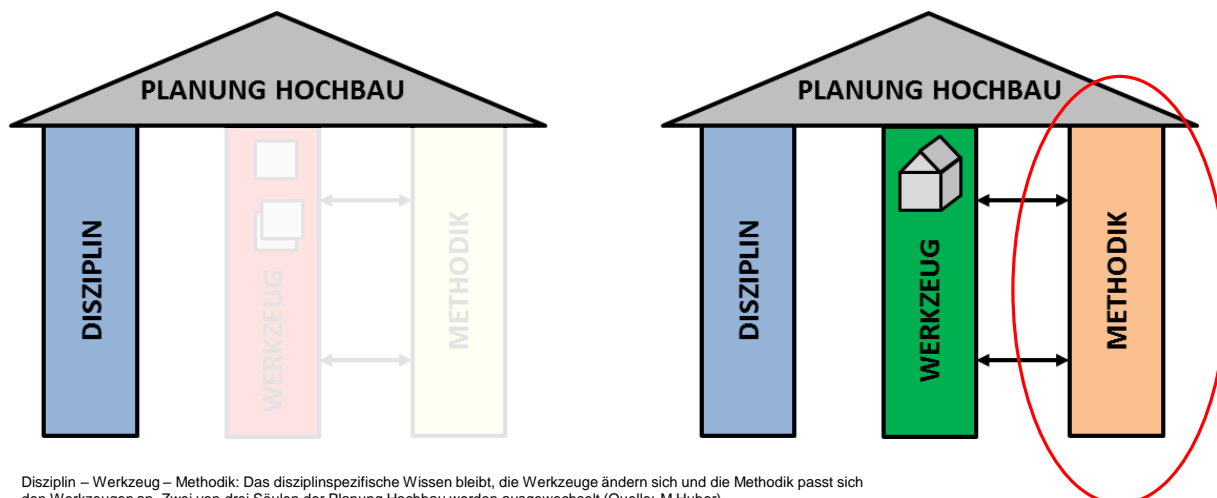 PLANUNG HOCHBAU
DISZIPLIN
WERKZEUG
METHODIK
PLANUNG HOCHBAU
DISZIPLIN
WERKZEUG
METHODIK
Disziplin – Werkzeug – Methodik: Das disziplinspezifische Wissen bleibt, die Werkzeuge ändern sich und die Methodik passt sich
den Werkzeugen an. Zwei von drei Säulen der Planung Hochbau werden ausgewechselt (Quelle: M.Huber)